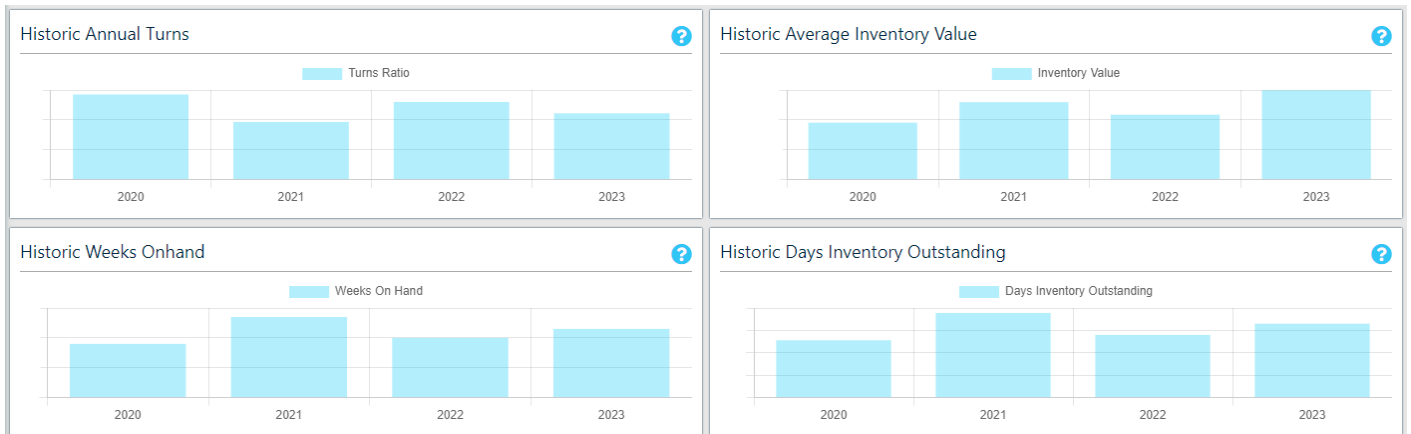 Historic Annual Turns
?
Turns Ratio
2020 2021 2022 2023
Historic Average Inventory Value
?
Inventory Value
2020 2021 2022 2023
Historic Weeks Onhand
?
Weeks On Hand
2020 2021 2022 2023
Historic Days Inventory Outstanding
?
Days Inventory Outstanding
2020 2021 2022 2023